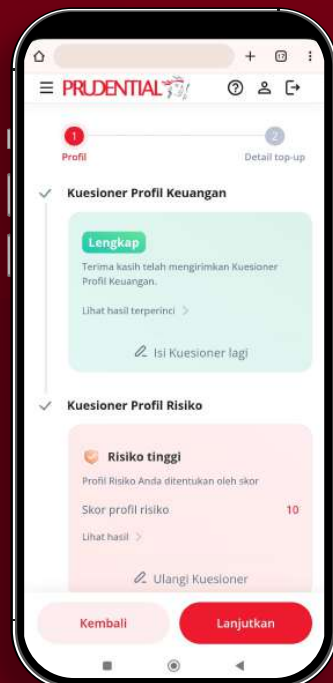 PRUDENTIAL
1
2
Profil
Detail top-up
Kuesioner Profil Keuangan
Lengkap
Terima kasih telah mengirimkan Kuesioner
Profil Keuangan.
Lihat hasil terperinci >
Isi Kuesioner lagi
Kuesioner Profil Risiko
Risiko tinggi
Profil Risiko Anda ditentukan oleh skor
Skor profil risiko 10
Lihat hasil >
Ulangi Kuesioner
Kembali
Lanjutkan